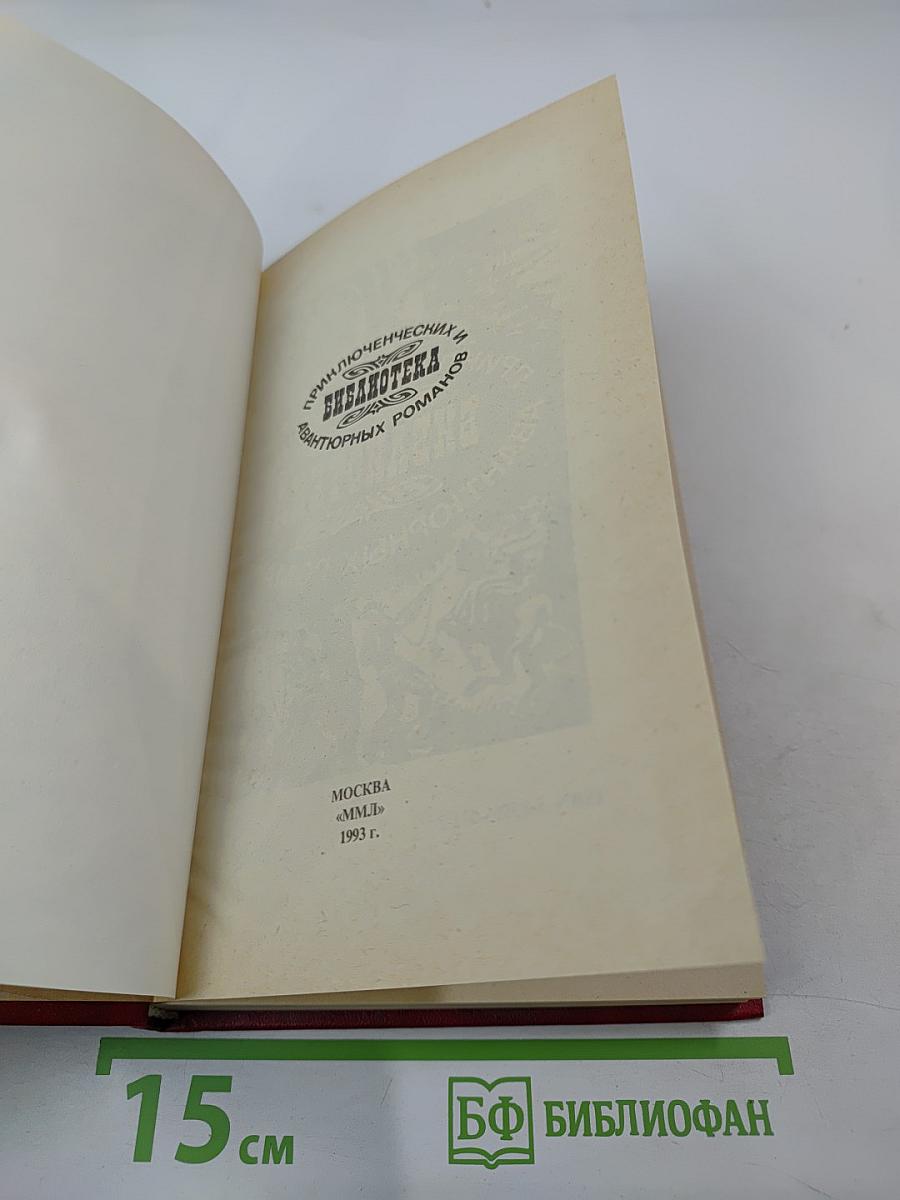 ПРИКЛЮЧЕНЧЕСКИХ И
БИБЛИОТЕКА
АВАНТЮРНЫХ РОМАНОВ
МОСКВА
«ММЛ»
1993 г.
15 см
БФ БИБЛИОФАН